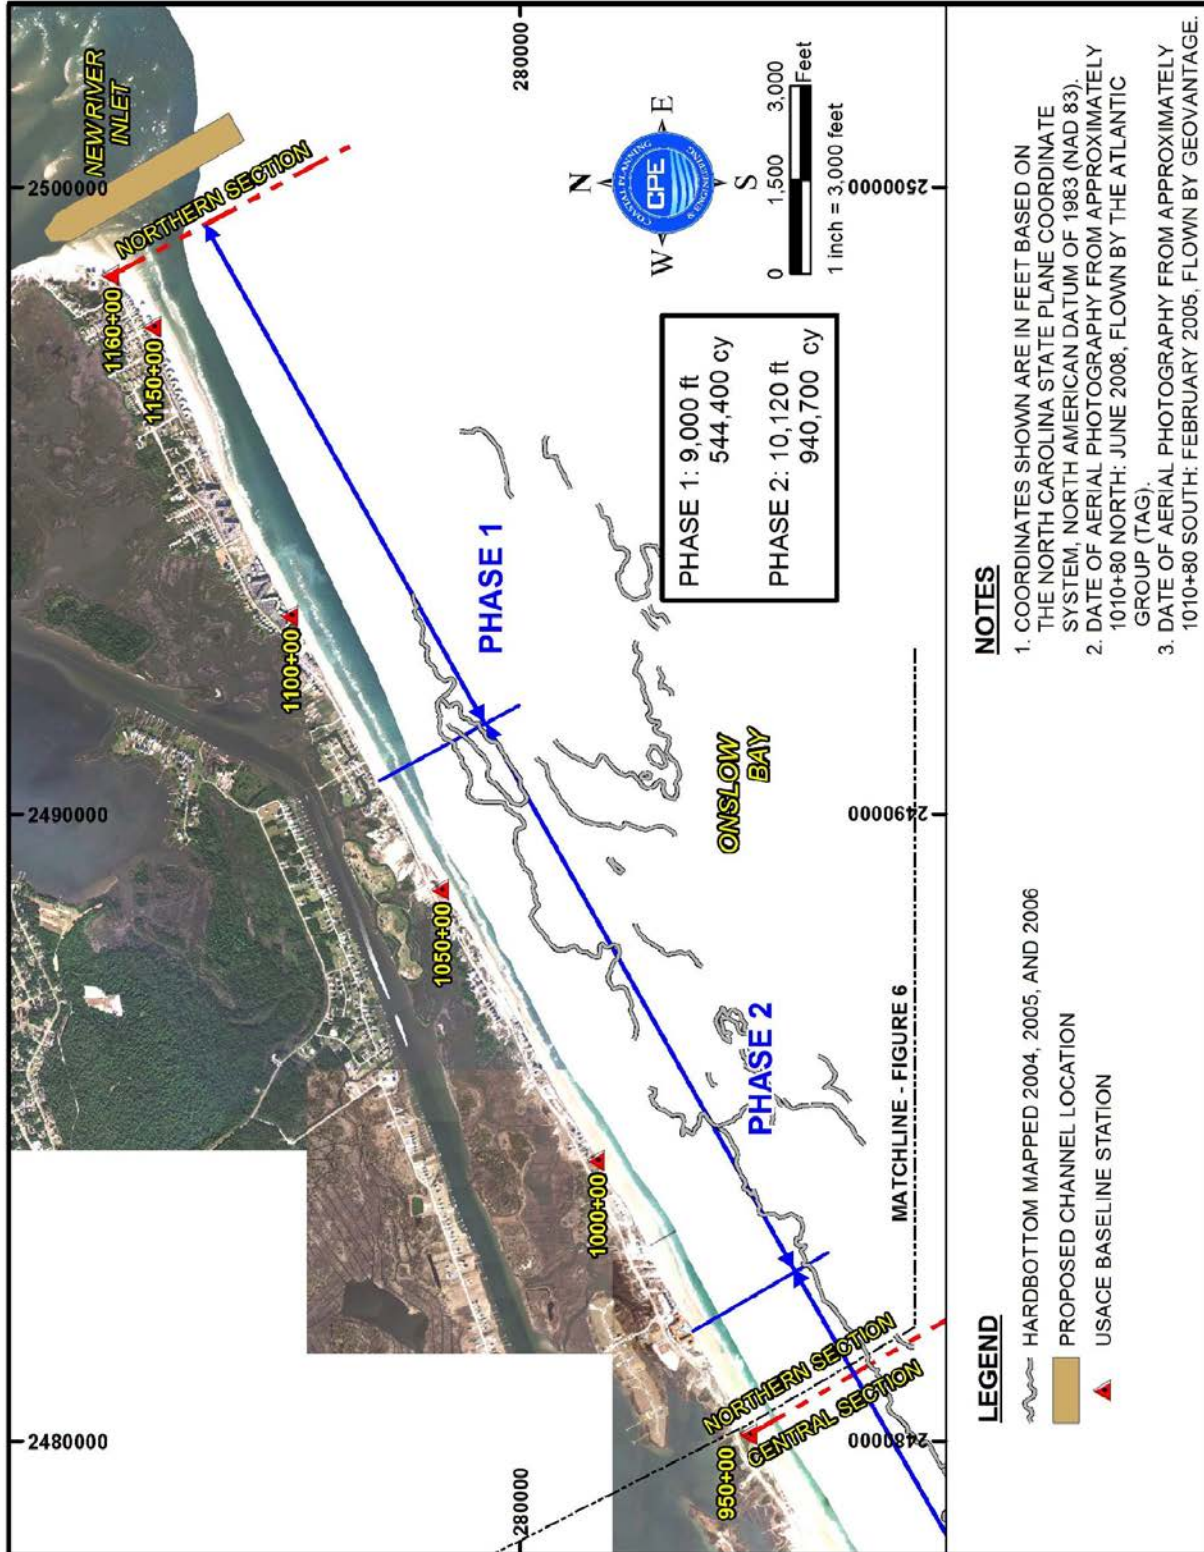 2480000
2490000
2500000
NEW RIVER
INLET
NORTHERN SECTION
1160+00
1150+00
1100+00
1050+00
1000+00
950+00
280000
280000
PHASE 1
PHASE 2
NORTHERN SECTION
CENTRAL SECTION
ONSLOW
BAY
MATCHLINE - FIGURE 6
PHASE 1: 9,000 ft
544,400 cy
PHASE 2: 10,120 ft
940,700 cy
N
W
E
S
COASTAL PLANNING
& ENGINEERING
CPE
0 1,500 3,000
Feet
1 inch = 3,000 feet
2480000
2490000
2500000
LEGEND
HARDBOTTOM MAPPED 2004, 2005, AND 2006
PROPOSED CHANNEL LOCATION
USACE BASELINE STATION
NOTES
1. COORDINATES SHOWN ARE IN FEET BASED ON
THE NORTH CAROLINA STATE PLANE COORDINATE
SYSTEM, NORTH AMERICAN DATUM OF 1983 (NAD 83).
2. DATE OF AERIAL PHOTOGRAPHY FROM APPROXIMATELY
1010+80 NORTH: JUNE 2008, FLOWN BY THE ATLANTIC
GROUP (TAG).
3. DATE OF AERIAL PHOTOGRAPHY FROM APPROXIMATELY
1010+80 SOUTH: FEBRUARY 2005, FLOWN BY GEOVANTAGE.